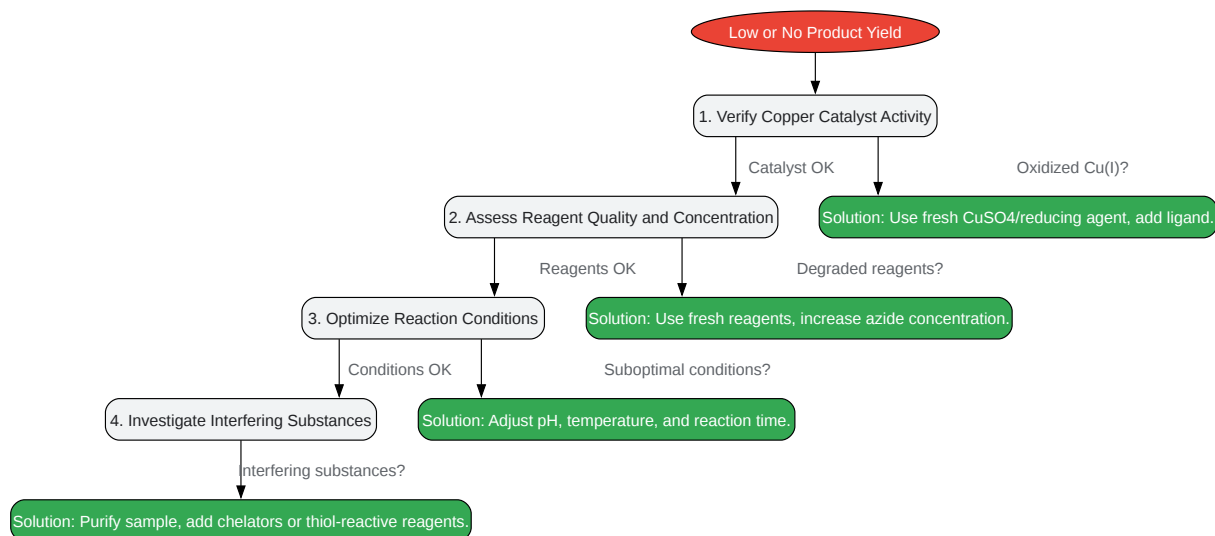 Low or No Product Yield
1. Verify Copper Catalyst Activity
Catalyst OK
Oxidized Cu(I)?
2. Assess Reagent Quality and Concentration
Solution: Use fresh CuSO4/reducing agent, add ligand.
Reagents OK
Degraded reagents?
3. Optimize Reaction Conditions
Solution: Use fresh reagents, increase azide concentration.
Conditions OK
Suboptimal conditions?
4. Investigate Interfering Substances
Solution: Adjust pH, temperature, and reaction time.
Interfering substances?
Solution: Purify sample, add chelators or thiol-reactive reagents.